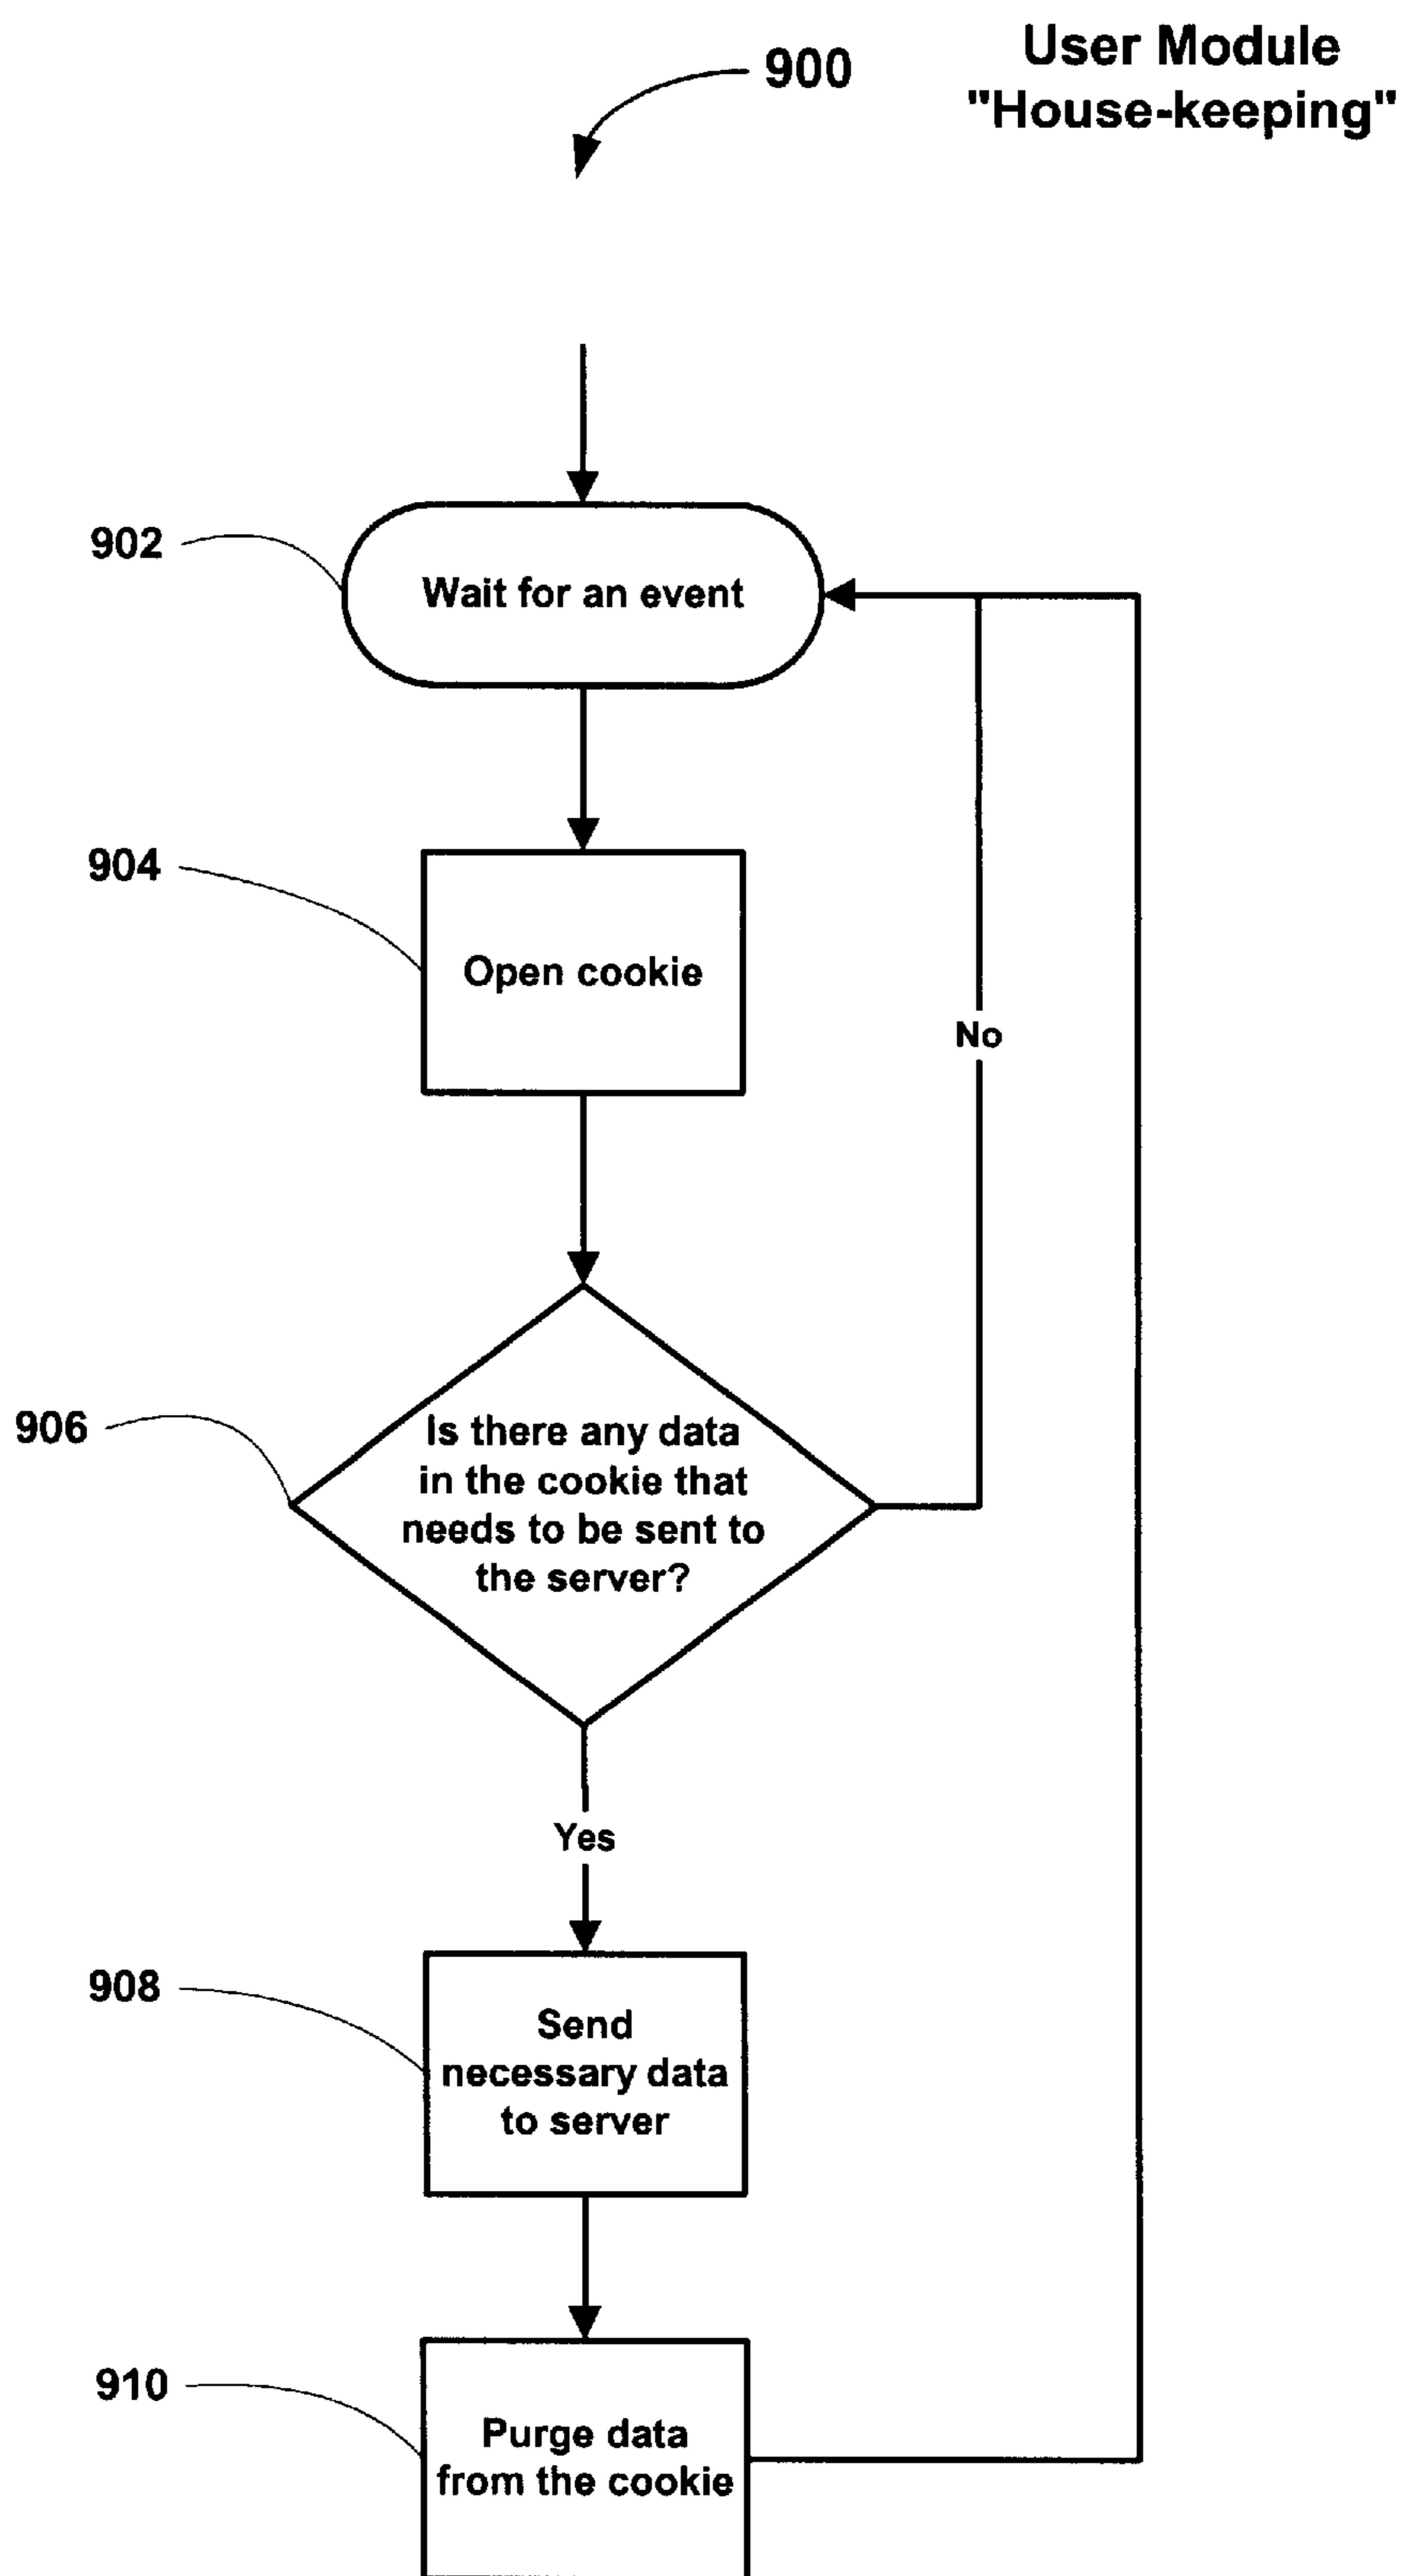 900
User Module
"House-keeping"
902
Wait for an event
904
Open cookie
No
906
Is there any data
in the cookie that
needs to be sent to
the server?
Yes
908
Send
necessary data
to server
910
Purge data
from the cookie